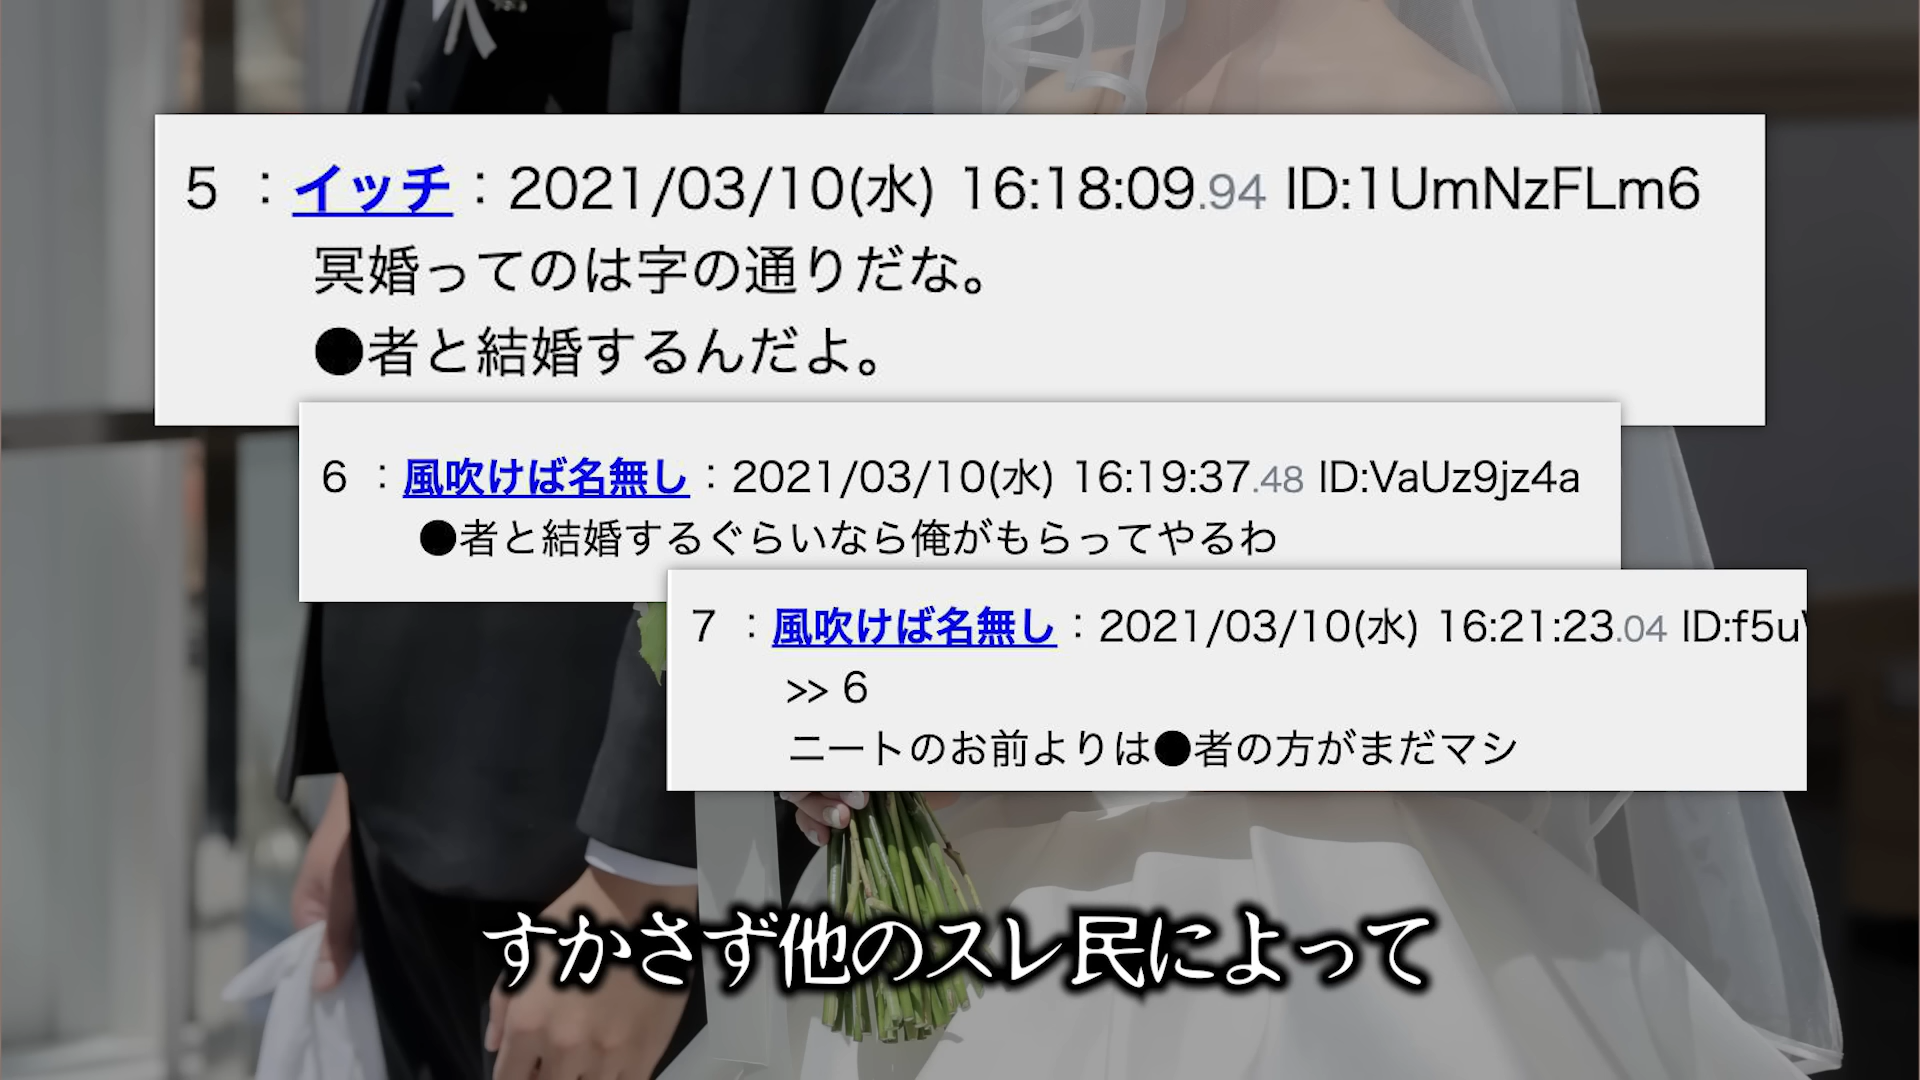 5 ：イッチ：2021/03/10(水) 16:18:09.94 ID:1UmNzFLm6
冥婚ってのは字の通りだな。
●者と結婚するんだよ。
6 ：風吹けば名無し：2021/03/10(水) 16:19:37.48 ID:VaUz9jz4a
●者と結婚するぐらいなら俺がもらってやるわ
7 ：風吹けば名無し：2021/03/10(水) 16:21:23.04 ID:f5u
>> 6
ニートのお前よりは●者の方がまだマシ
すかさず他のスレ民によって